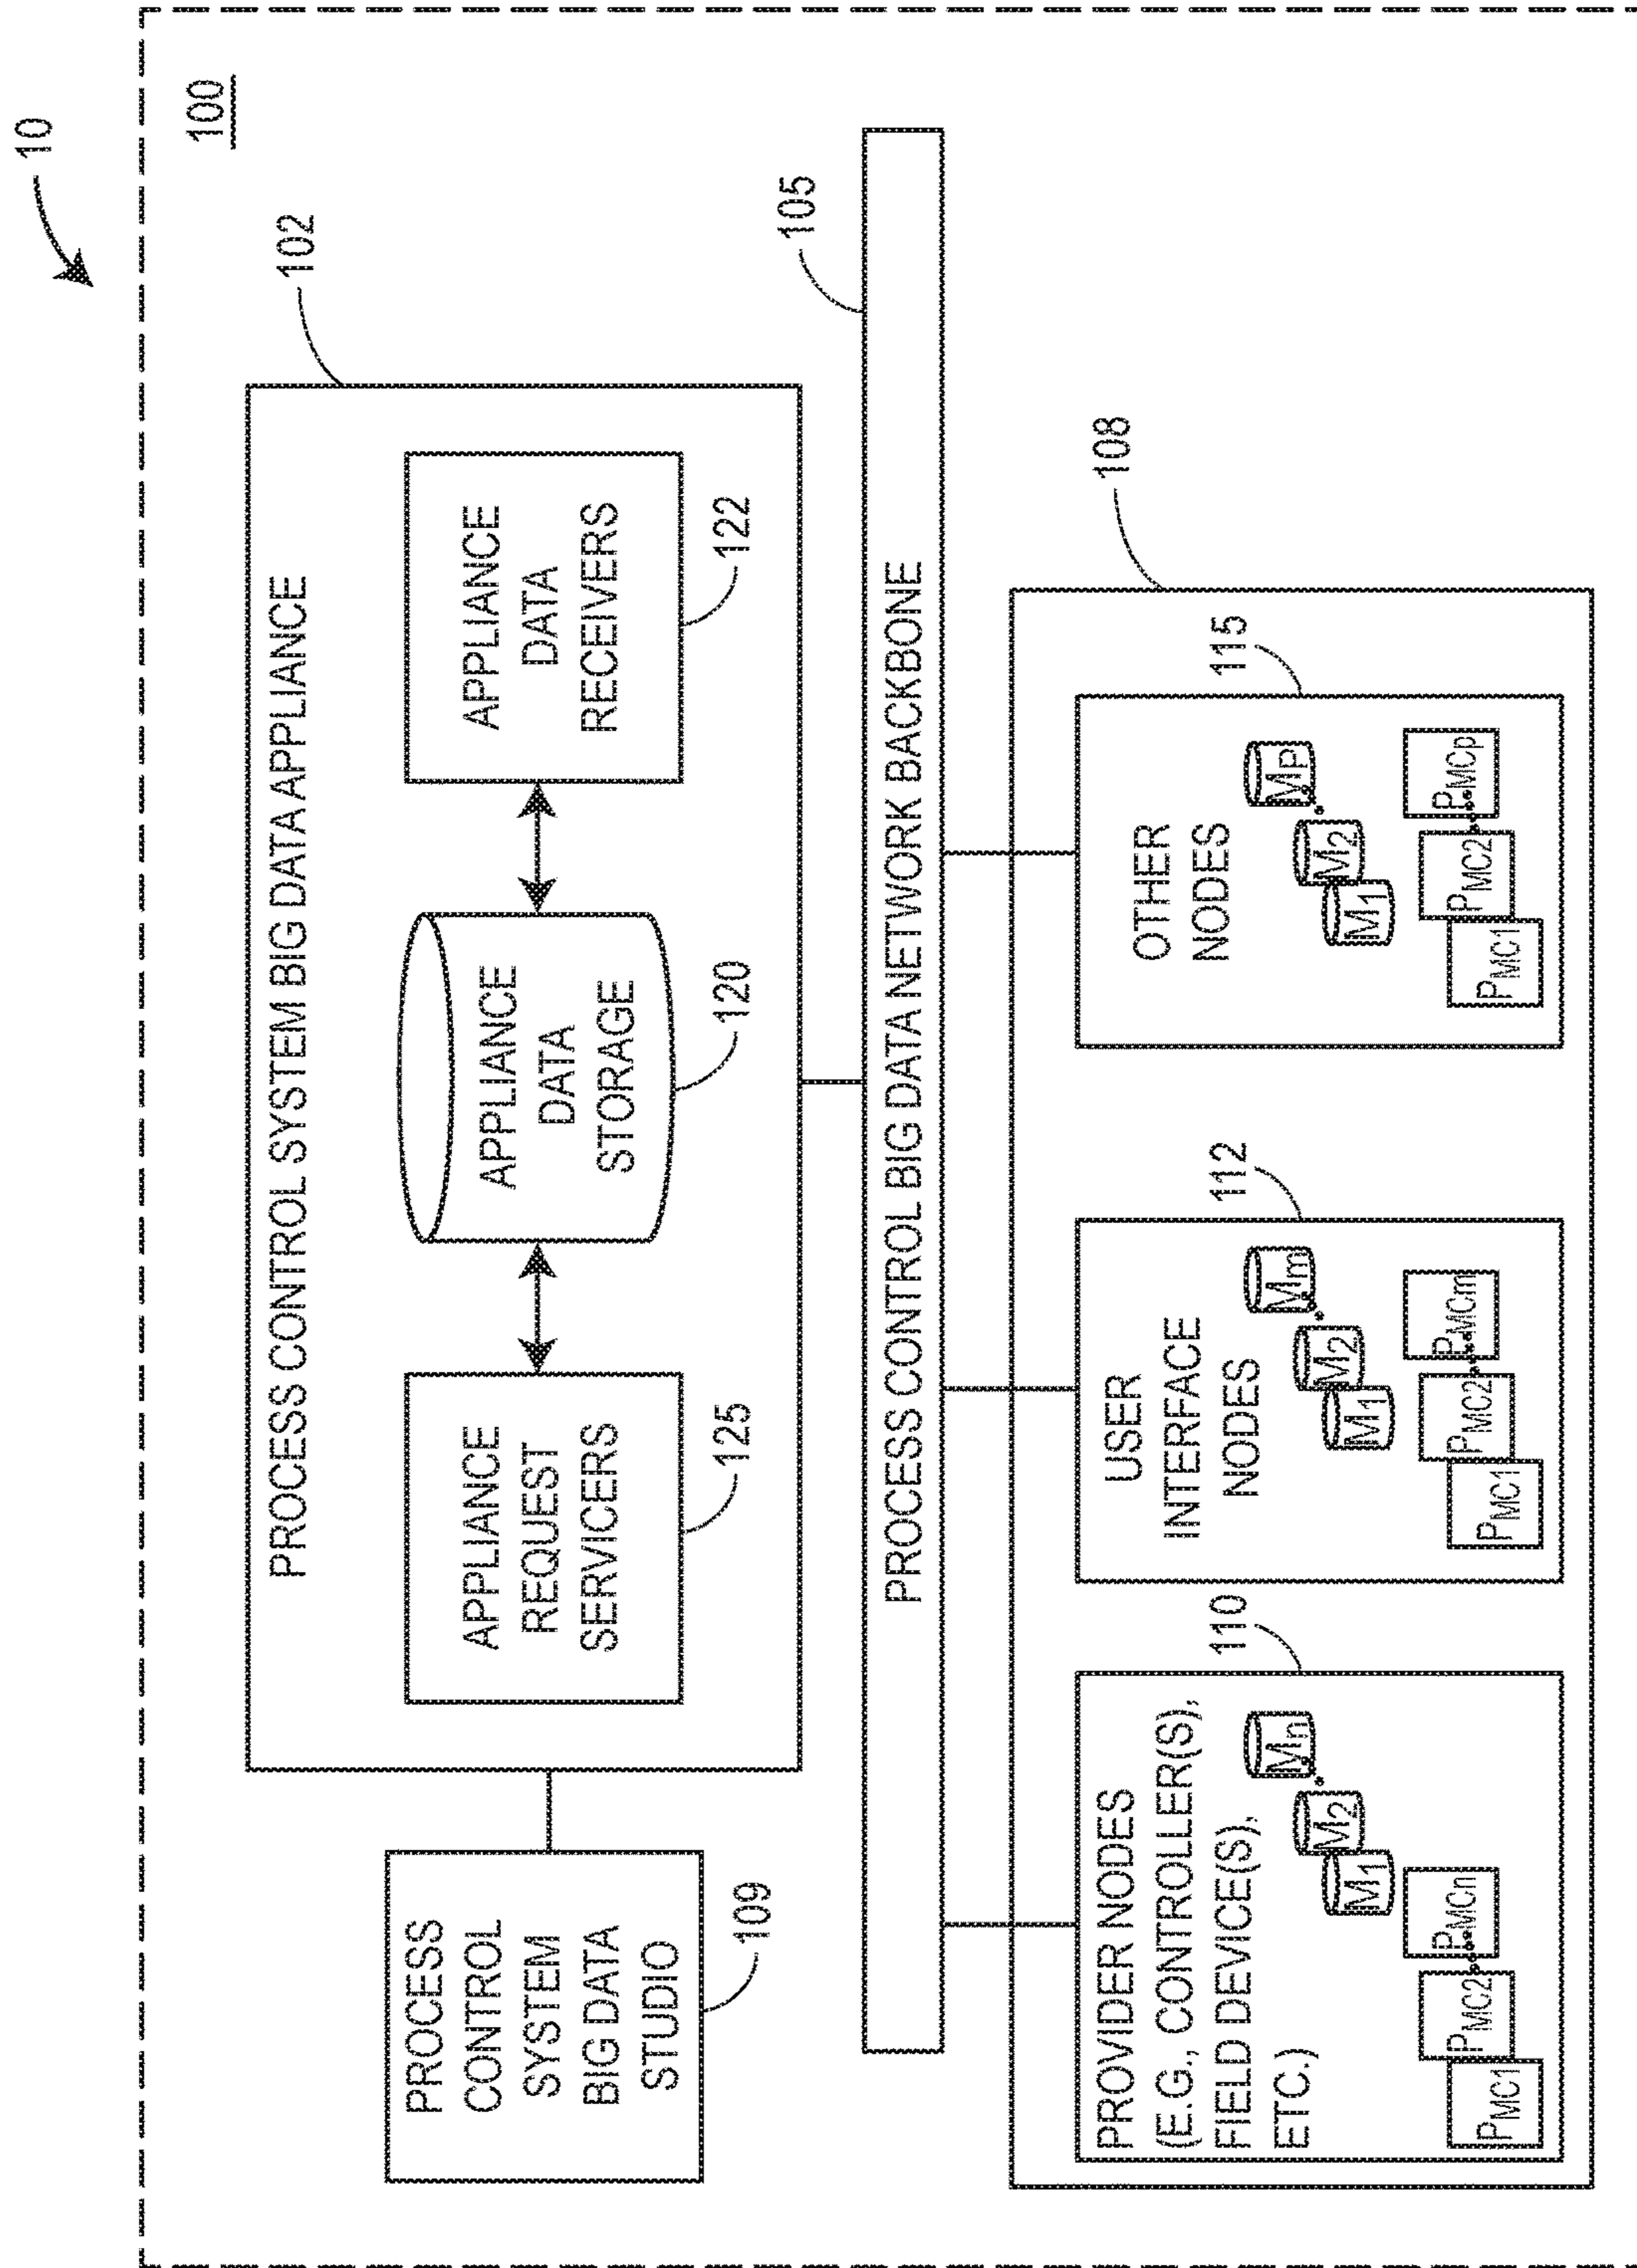 10
100
102
PROCESS CONTROL SYSTEM BIG DATA APPLIANCE
PROCESS
CONTROL
SYSTEM
BIG DATA
STUDIO
109
APPLIANCE
REQUEST
SERVICERS
125
APPLIANCE
DATA
STORAGE
120
APPLIANCE
DATA
RECEIVERS
122
105
PROCESS CONTROL BIG DATA NETWORK BACKBONE
108
110
PROVIDER NODES
(E.G., CONTROLLER(S),
FIELD DEVICE(S),
ETC.)
Mn
M2
M1
PMCn
PMC2
PMC1
112
USER
INTERFACE
NODES
Mm
M2
M1
PMCm
PMC2
PMC1
115
OTHER
NODES
MP
M2
M1
PMCp
PMC2
PMC1